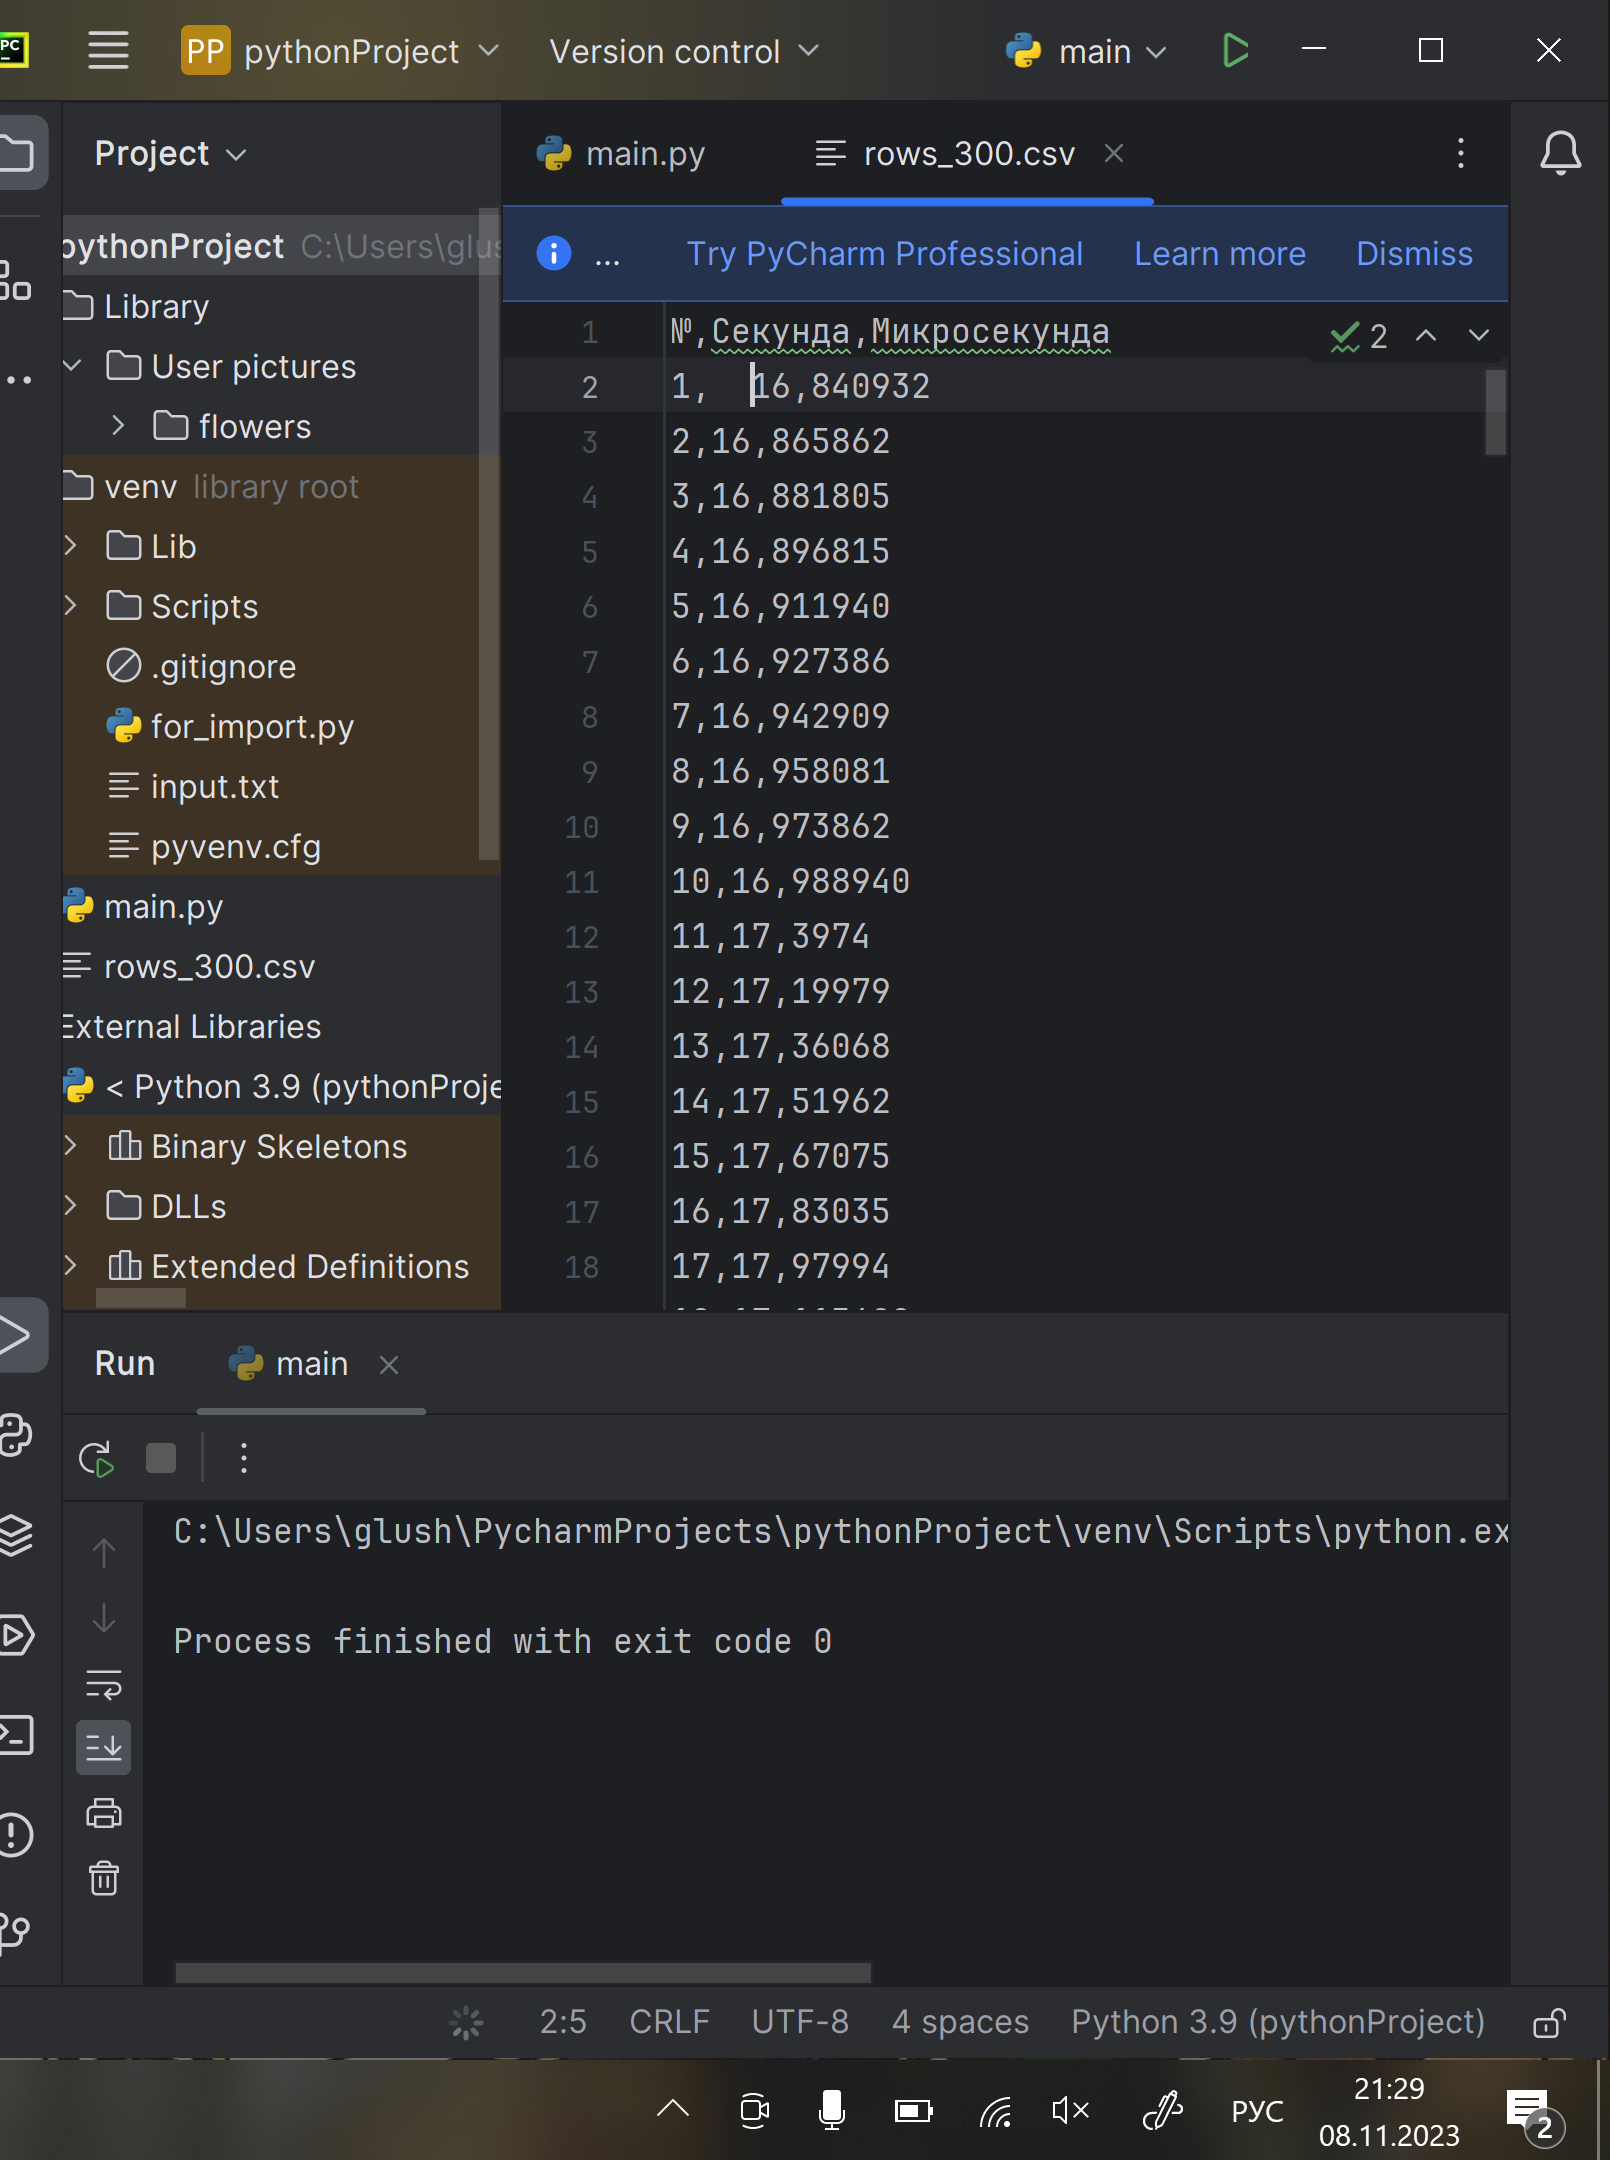 PC
PP pythonProject Version control main
Project
main.py rows_300.csv
pythonProject C:\Users\glus
... Try PyCharm Professional Learn more Dismiss
Library
User pictures
flowers
venv library root
Lib
Scripts
.gitignore
for_import.py
input.txt
pyvenv.cfg
main.py
rows_300.csv
External Libraries
< Python 3.9 (pythonProje
Binary Skeletons
DLLs
Extended Definitions
1 №,Секунда,Микросекунда 2
2 1,  16,840932
3 2,16,865862
4 3,16,881805
5 4,16,896815
6 5,16,911940
7 6,16,927386
8 7,16,942909
9 8,16,958081
10 9,16,973862
11 10,16,988940
12 11,17,3974
13 12,17,19979
14 13,17,36068
15 14,17,51962
16 15,17,67075
17 16,17,83035
18 17,17,97994
Run main
C:\Users\glush\PycharmProjects\pythonProject\venv\Scripts\python.ex
Process finished with exit code 0
2:5 CRLF UTF-8 4 spaces Python 3.9 (pythonProject)
РУС
21:29
08.11.2023
2